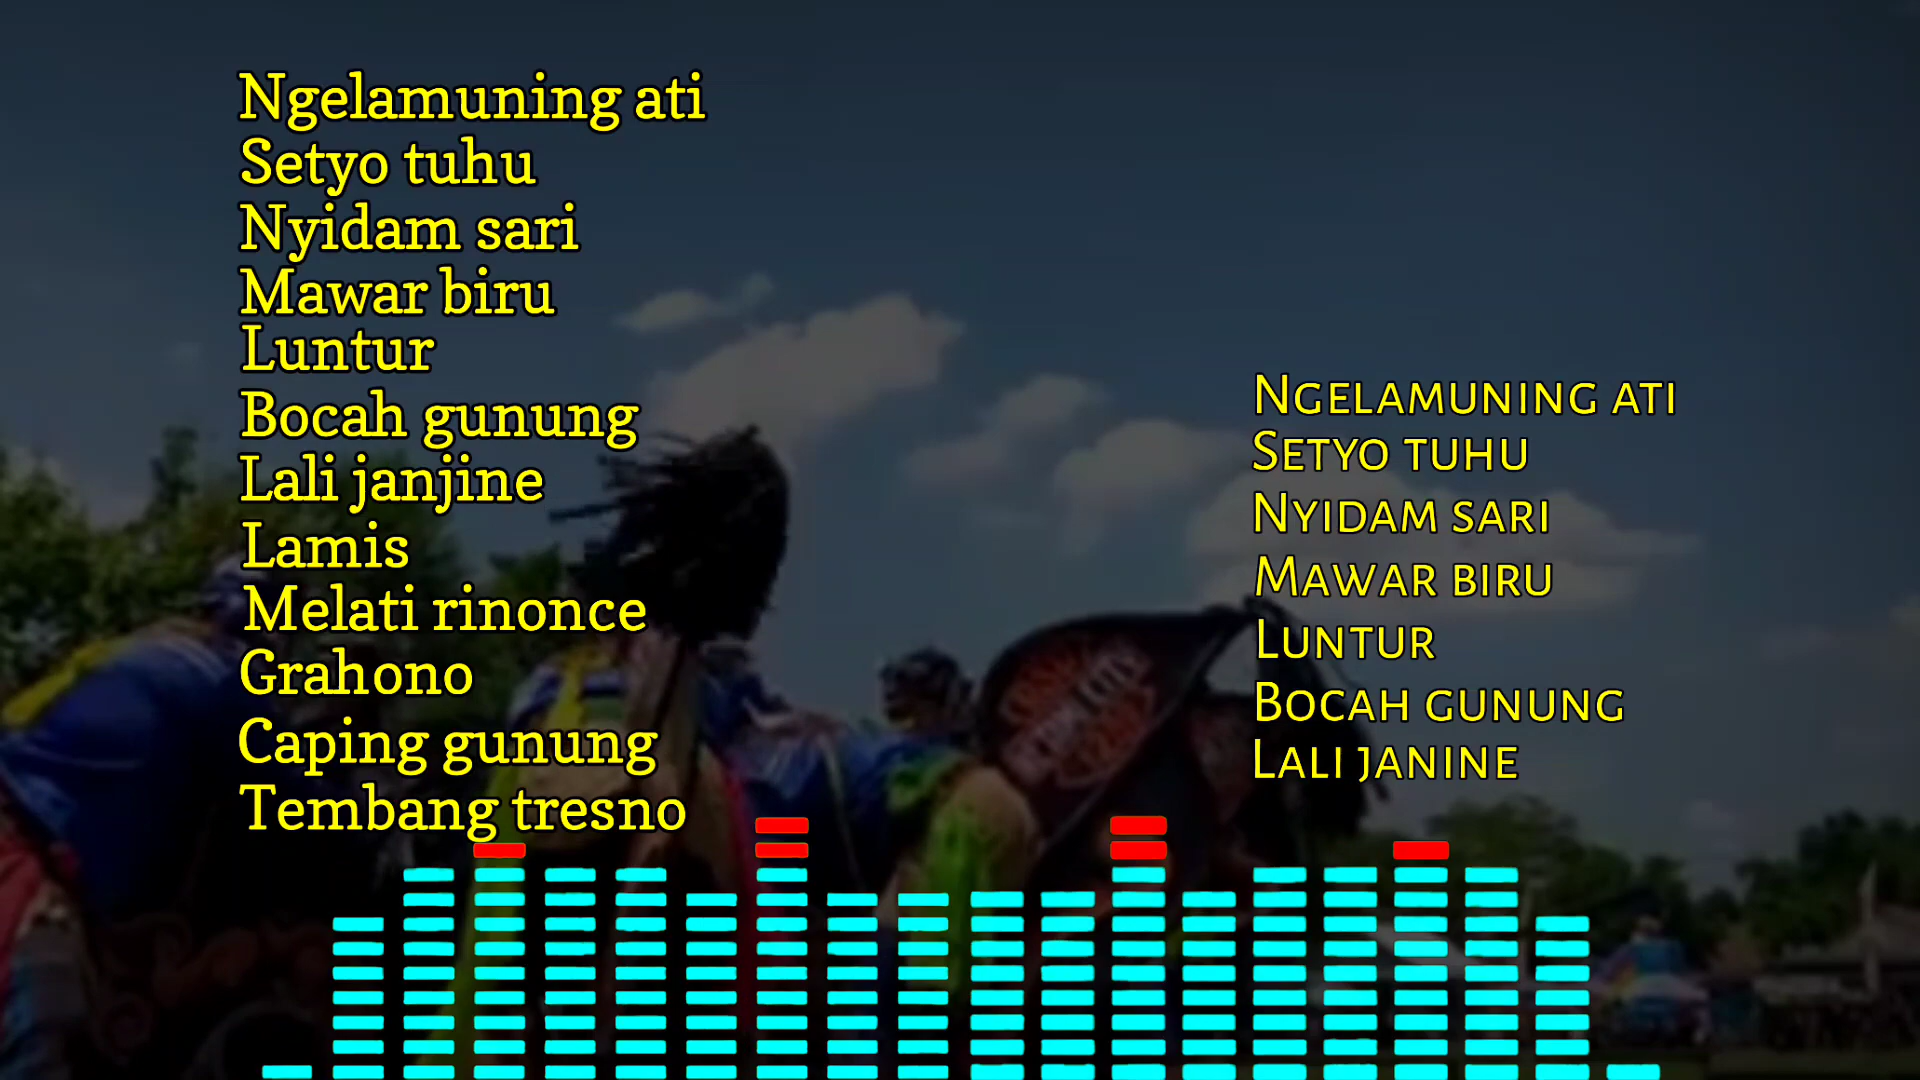 Ngelamuning ati
Setyo tuhu
Nyidam sari
Mawar biru
Luntur
Bocah gunung
Lali janjine
Lamis
Melati rinonce
Grahono
Caping gunung
Tembang tresno
Ngelamuning ati
Setyo tuhu
Nyidam sari
Mawar biru
Luntur
Bocah gunung
Lali janine